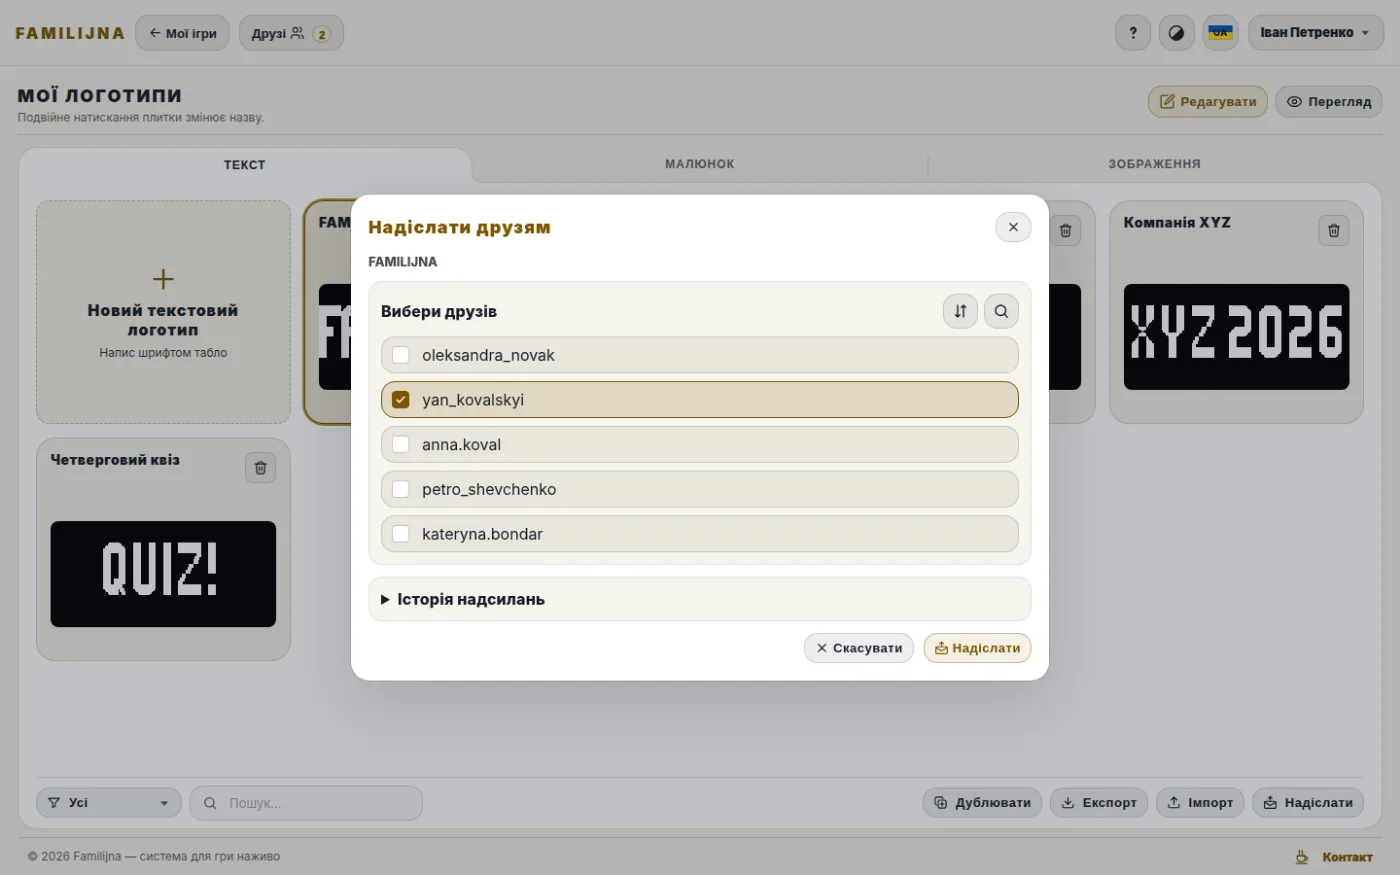 FAMILIJNA
Мої ігри
Друзі
2
?
UA
Іван Петренко
МОЇ ЛОГОТИПИ
Подвійне натискання плитки змінює назву.
Редагувати
Перегляд
ТЕКСТ
МАЛЮНОК
ЗОБРАЖЕННЯ
Новий текстовий
логотип
Напис шрифтом табло
FAM
Компанія XYZ
XYZ 2026
Четверговий квіз
QUIZ!
Надіслати друзям
FAMILIJNA
Вибери друзів
oleksandra_novak
yan_kovalskyi
anna.koval
petro_shevchenko
kateryna.bondar
Історія надсилань
Скасувати
Надіслати
Усі
Пошук...
Дублювати
Експорт
Імпорт
Надіслати
© 2026 Familijna — система для гри наживо
Контакт